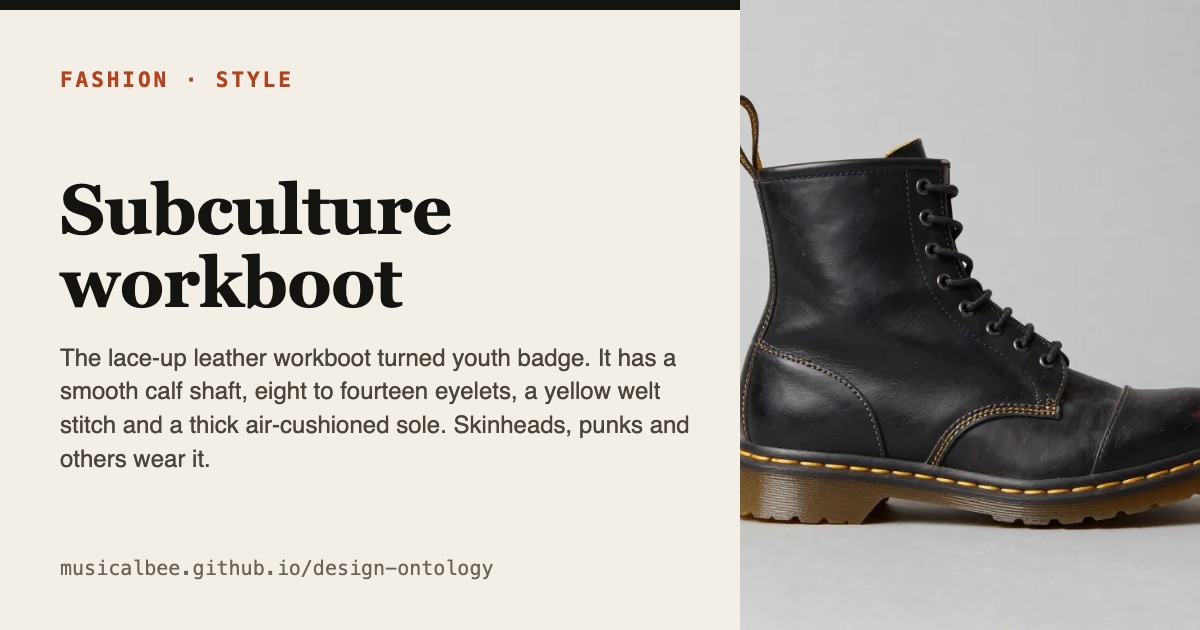 FASHION · STYLE
Subculture
workboot
The lace-up leather workboot turned youth badge. It has a
smooth calf shaft, eight to fourteen eyelets, a yellow welt
stitch and a thick air-cushioned sole. Skinheads, punks and
others wear it.
musicalbee.github.io/design-ontology